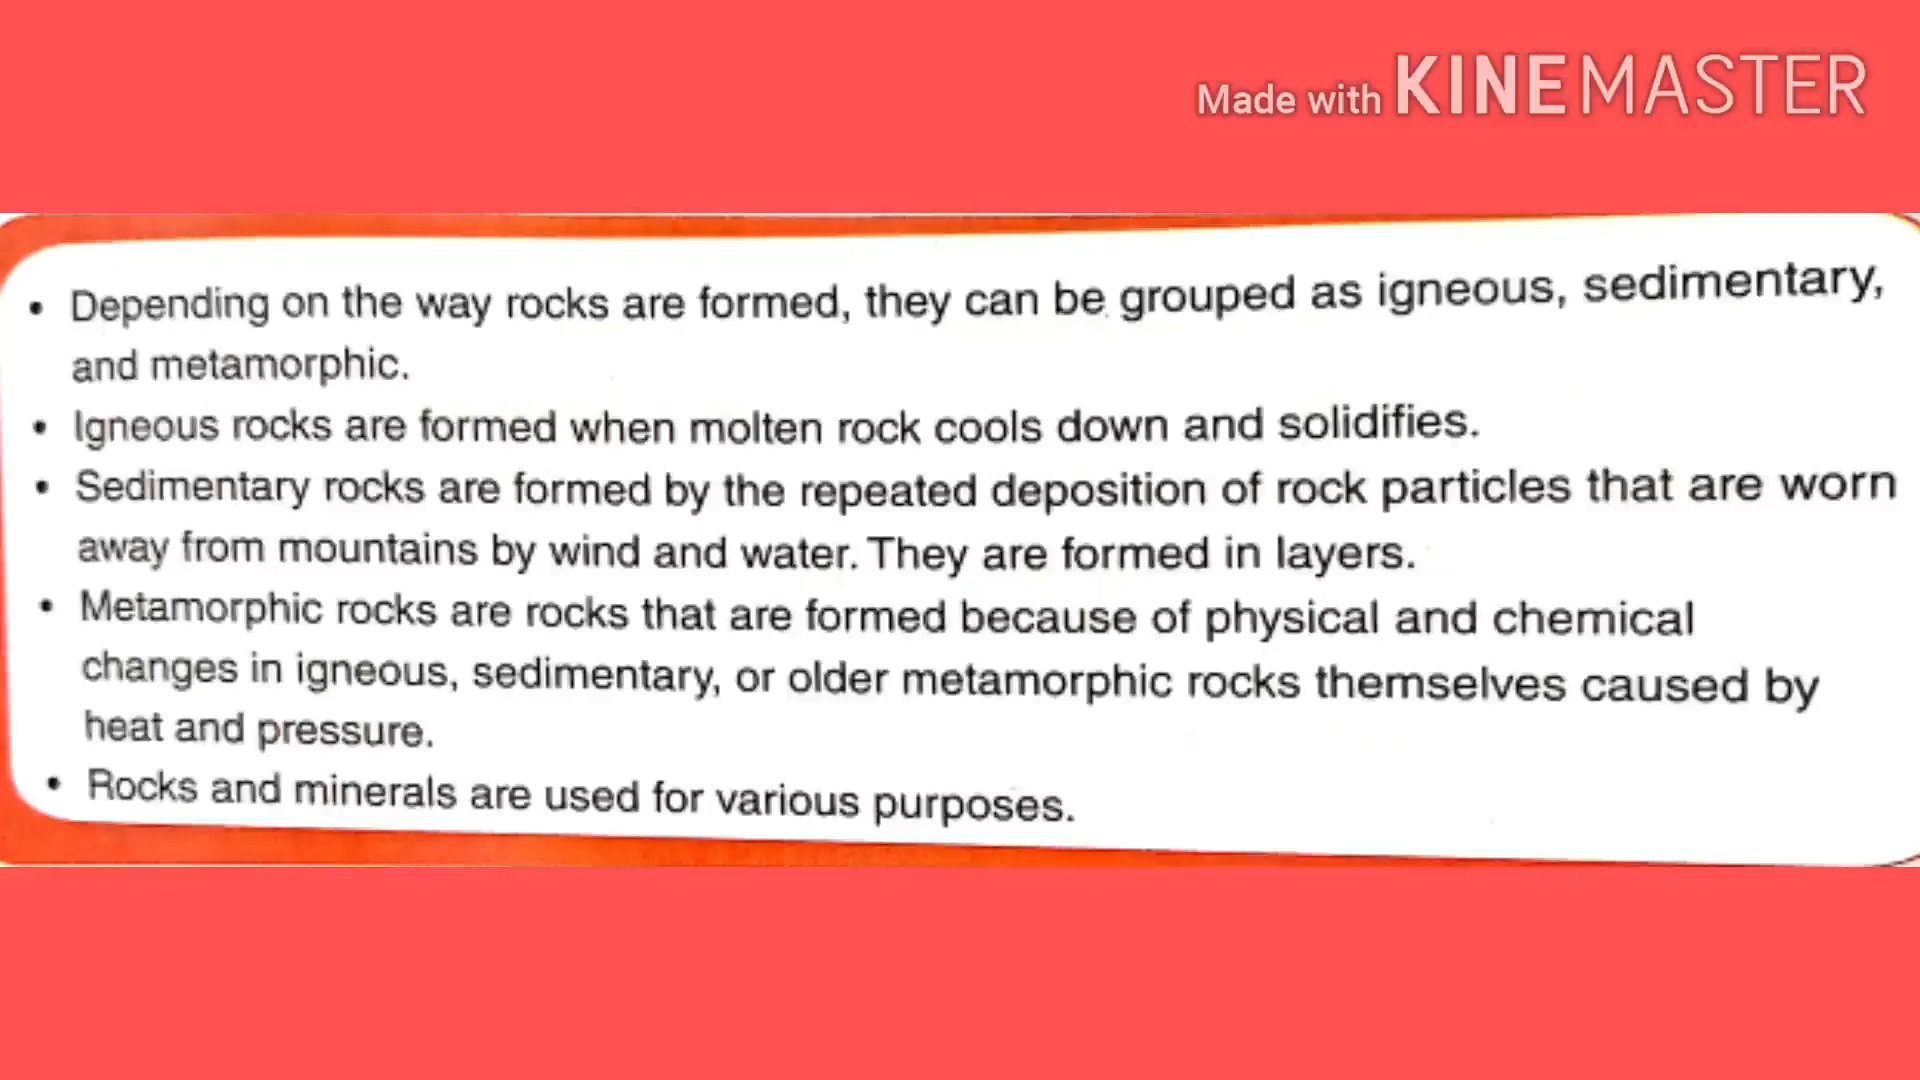 Made with KINEMASTER
• Depending on the way rocks are formed, they can be grouped as igneous, sedimentary,
and metamorphic.
• Igneous rocks are formed when molten rock cools down and solidifies.
• Sedimentary rocks are formed by the repeated deposition of rock particles that are worn
away from mountains by wind and water. They are formed in layers.
• Metamorphic rocks are rocks that are formed because of physical and chemical
changes in igneous, sedimentary, or older metamorphic rocks themselves caused by
heat and pressure.
• Rocks and minerals are used for various purposes.